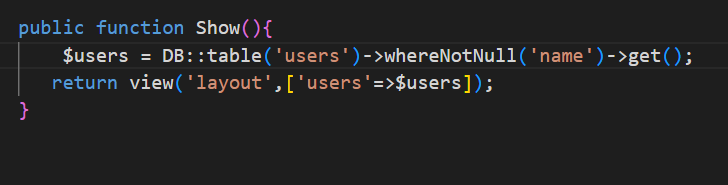 public function Show(){
$users = DB::table('users')->whereNotNull('name')->get();
return view('layout',['users'=>$users]);
}